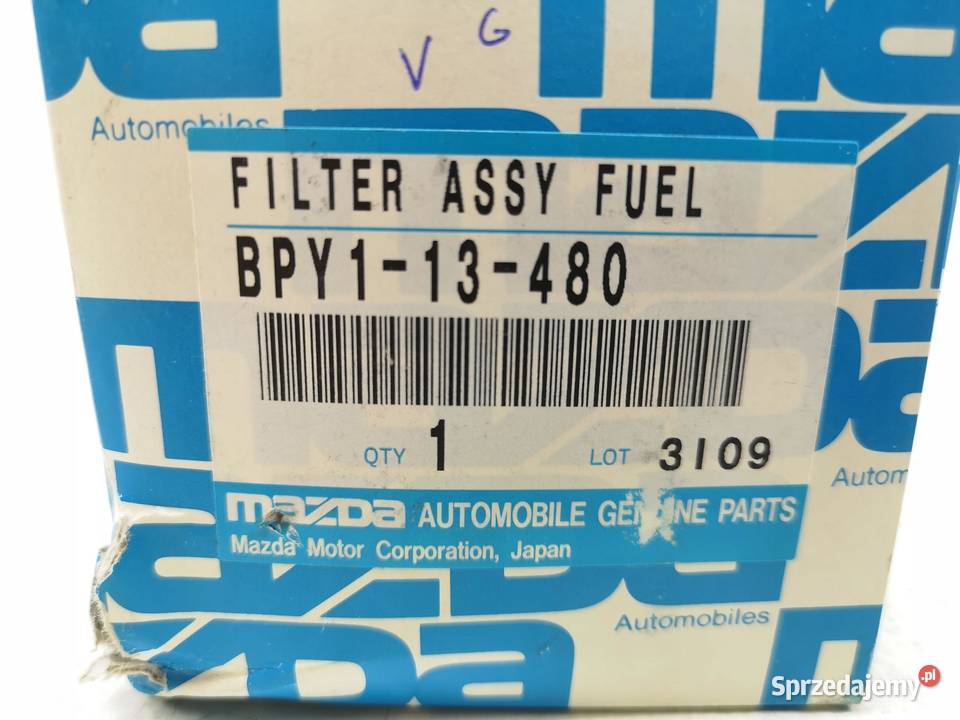 V G
Automobiles
FILTER ASSY FUEL
BPY1-13-480
QTY 1 LOT 3109
mazda AUTOMOBILE GENUINE PARTS
Mazda Motor Corporation, Japan
Autom
Automobiles
Sprzedajemy.pl